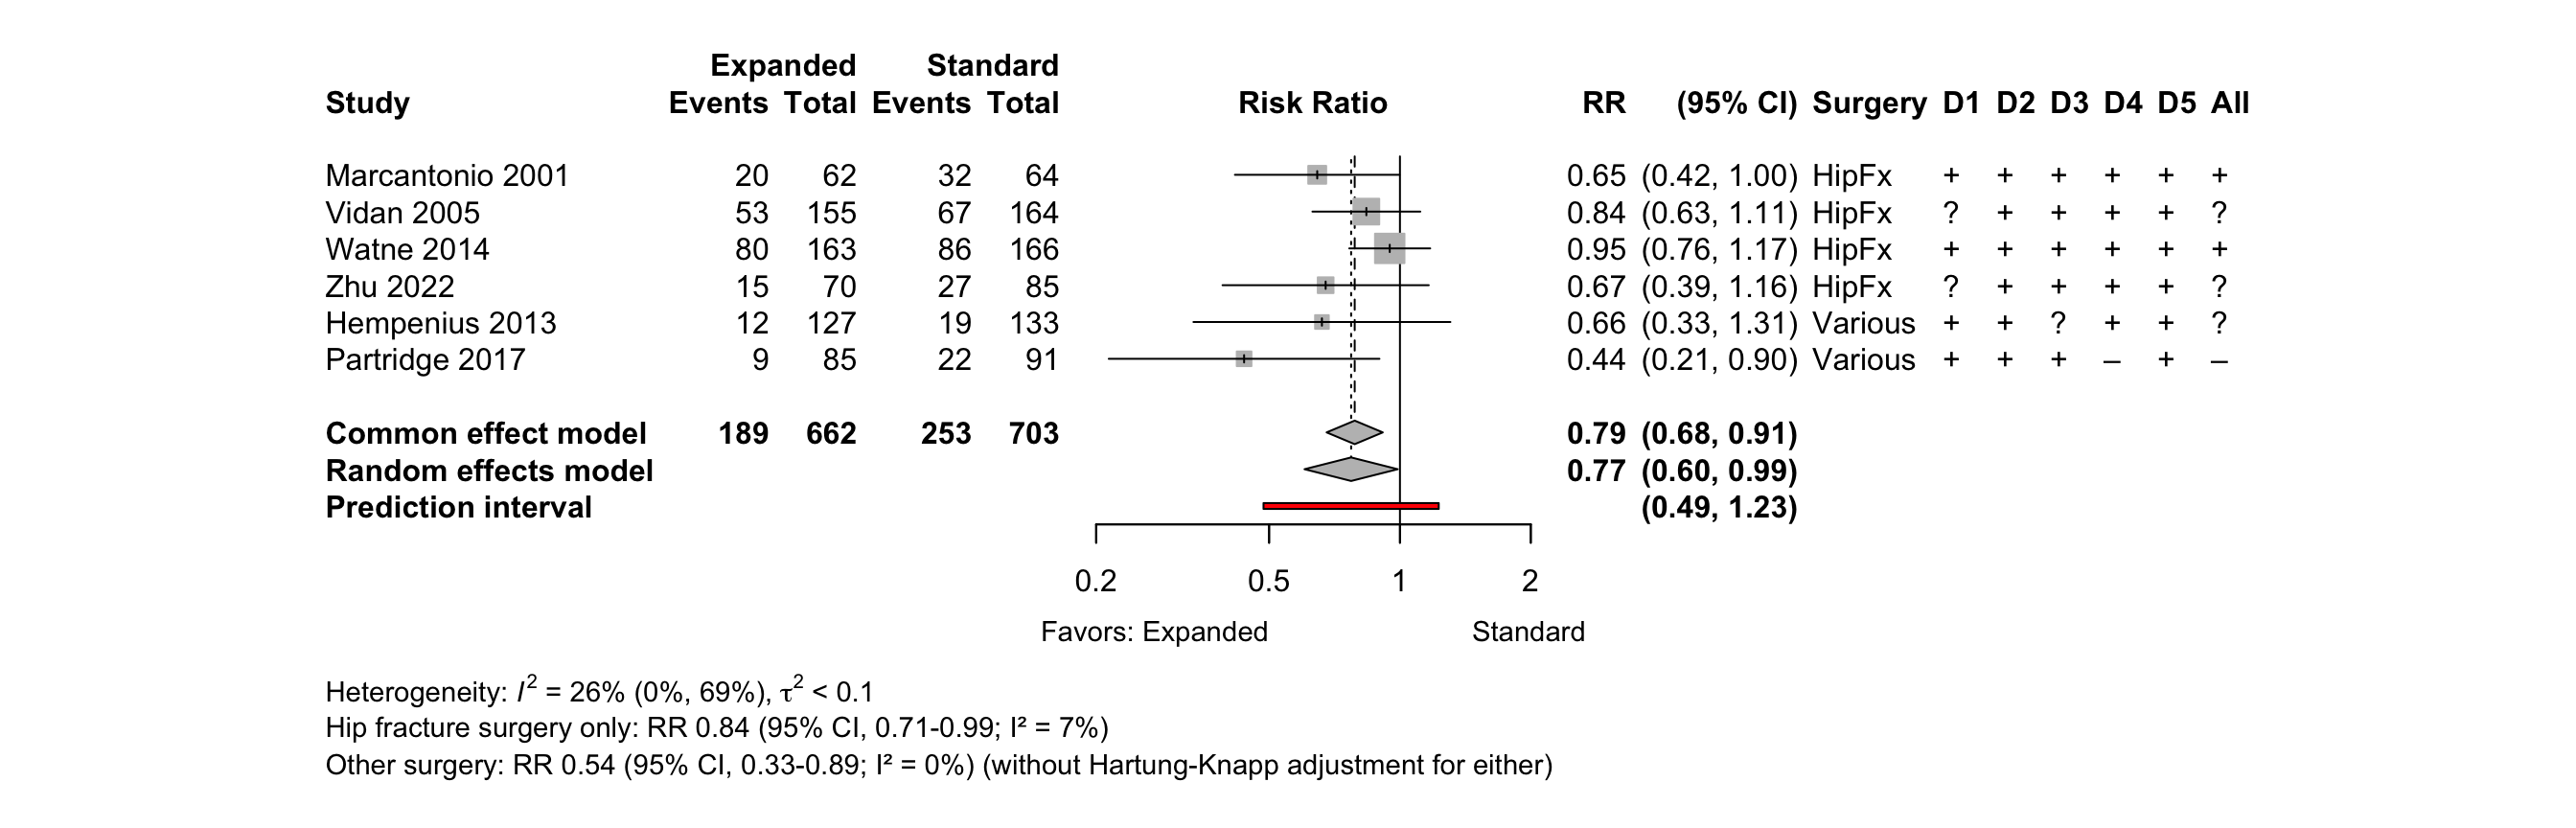 Expanded Standard
Study Events Total Events Total Risk Ratio RR (95% CI) Surgery D1 D2 D3 D4 D5 All
Marcantonio 2001 20 62 32 64 0.65 (0.42, 1.00) HipFx + + + + + +
Vidan 2005 53 155 67 164 0.84 (0.63, 1.11) HipFx ? + + + + ?
Watne 2014 80 163 86 166 0.95 (0.76, 1.17) HipFx + + + + + +
Zhu 2022 15 70 27 85 0.67 (0.39, 1.16) HipFx ? + + + + ?
Hempenius 2013 12 127 19 133 0.66 (0.33, 1.31) Various + + ? + + ?
Partridge 2017 9 85 22 91 0.44 (0.21, 0.90) Various + + + – + –
Common effect model 189 662 253 703 0.79 (0.68, 0.91)
Random effects model 0.77 (0.60, 0.99)
Prediction interval (0.49, 1.23)
0.2 0.5 1 2
Favors: Expanded Standard
Heterogeneity: I² = 26% (0%, 69%), τ² < 0.1
Hip fracture surgery only: RR 0.84 (95% CI, 0.71-0.99; I² = 7%)
Other surgery: RR 0.54 (95% CI, 0.33-0.89; I² = 0%) (without Hartung-Knapp adjustment for either)